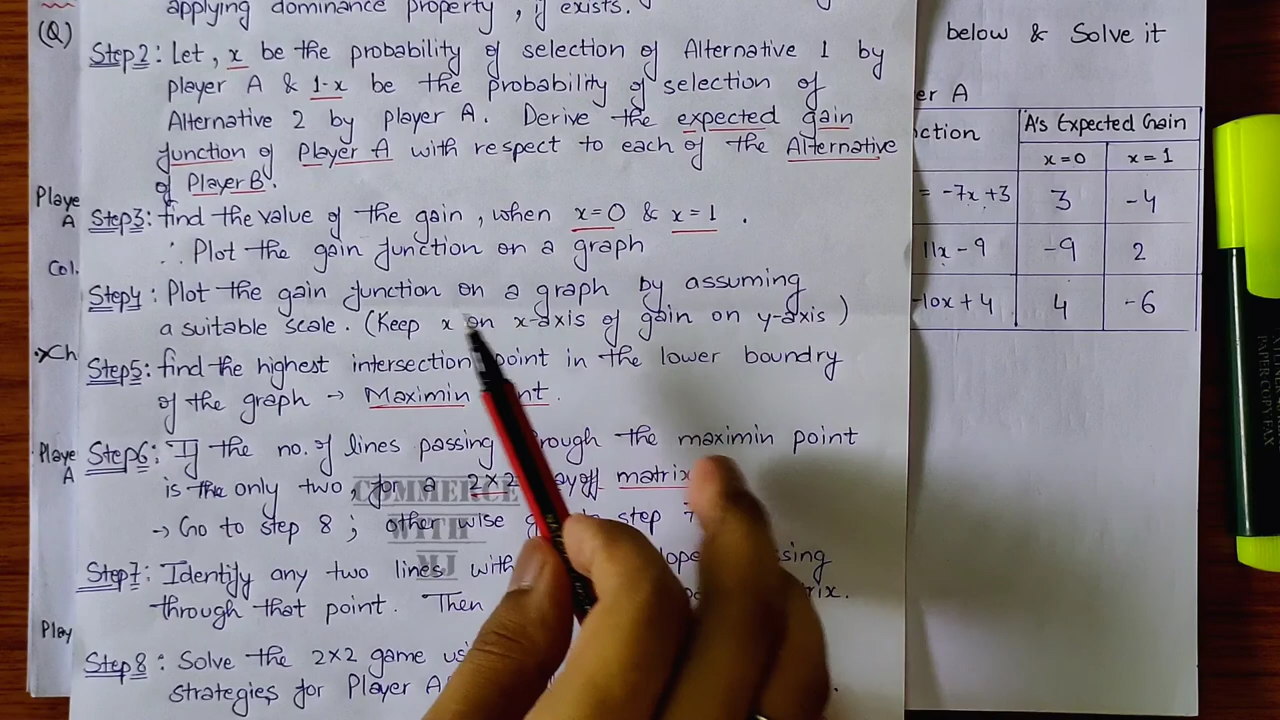 applying dominance property, if exists.
(Q)
Step2: Let, x be the probability of selection of Alternative 1 by
player A & 1-x be the probability of selection of
Alternative 2 by player A. Derive the expected gain
function of Player A with respect to each of the Alternative
of Player B.
Step3: find the value of the gain, when x=0 & x=1.
∴ Plot the gain function on a graph
Step4: Plot the gain function on a graph by assuming
a suitable scale. (Keep x on x-axis of gain on y-axis)
Step5: find the highest intersection point in the lower boundry
of the graph → Maximin
Step6: If the no. of lines passing through the maximin point
is the only two, for a 2x2 payoff matrix
→ Go to step 8; other wise step 7
Step7: Identify any two lines with
through that point. Then
Step8: Solve the 2x2 game
strategies for Player A
COMMERCE
WITH
MJ
Playe
A
Col.
Ch
Playe
A
Play
below & Solve it
er A
nction A's Expected Gain
x=0 x=1
= -7x+3 3 -4
11x-9 -9 2
-10x+4 4 -6
PAPER COPY FAX